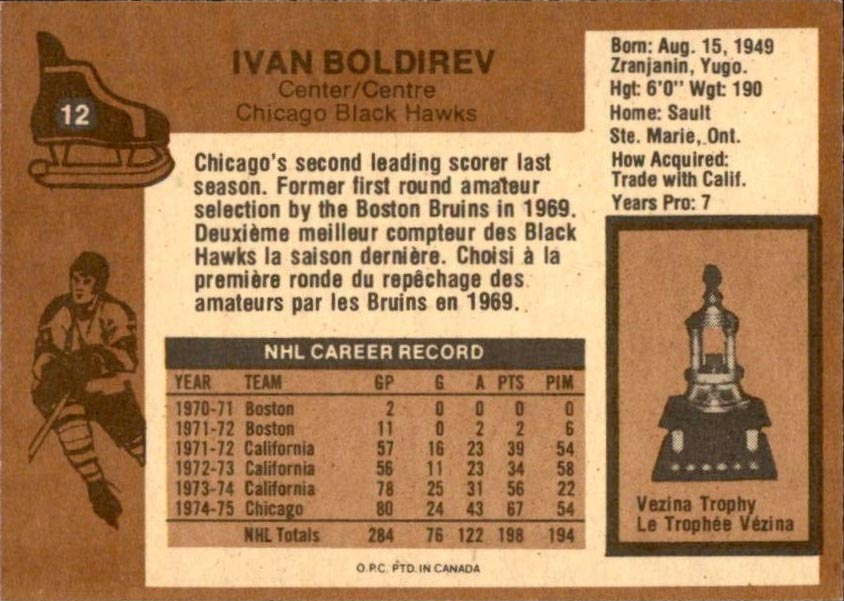 12
IVAN BOLDIREV
Center/Centre
Chicago Black Hawks
Born: Aug. 15, 1949
Zranjanin, Yugo.
Hgt: 6'0" Wgt: 190
Home: Sault
Ste. Marie, Ont.
How Acquired:
Trade with Calif.
Years Pro: 7
Chicago's second leading scorer last
season. Former first round amateur
selection by the Boston Bruins in 1969.
Deuxième meilleur compteur des Black
Hawks la saison dernière. Choisi à la
première ronde du repêchage des
amateurs par les Bruins en 1969.
NHL CAREER RECORD
YEAR TEAM GP G A PTS PIM
1970-71 Boston 2 0 0 0 0
1971-72 Boston 11 0 2 2 6
1971-72 California 57 16 23 39 54
1972-73 California 56 11 23 34 58
1973-74 California 78 25 31 56 22
1974-75 Chicago 80 24 43 67 54
NHL Totals 284 76 122 198 194
Vezina Trophy
Le Trophée Vézina
O.P.C. PTD. IN CANADA